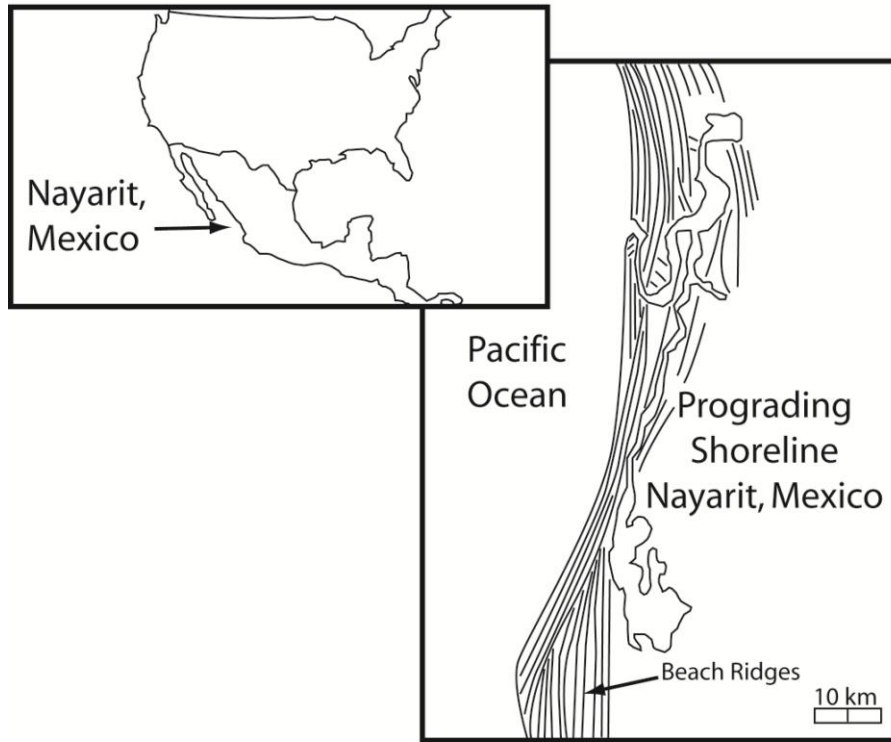 Nayarit,
Mexico
Pacific
Ocean
Prograding
Shoreline
Nayarit, Mexico
Beach Ridges
10 km